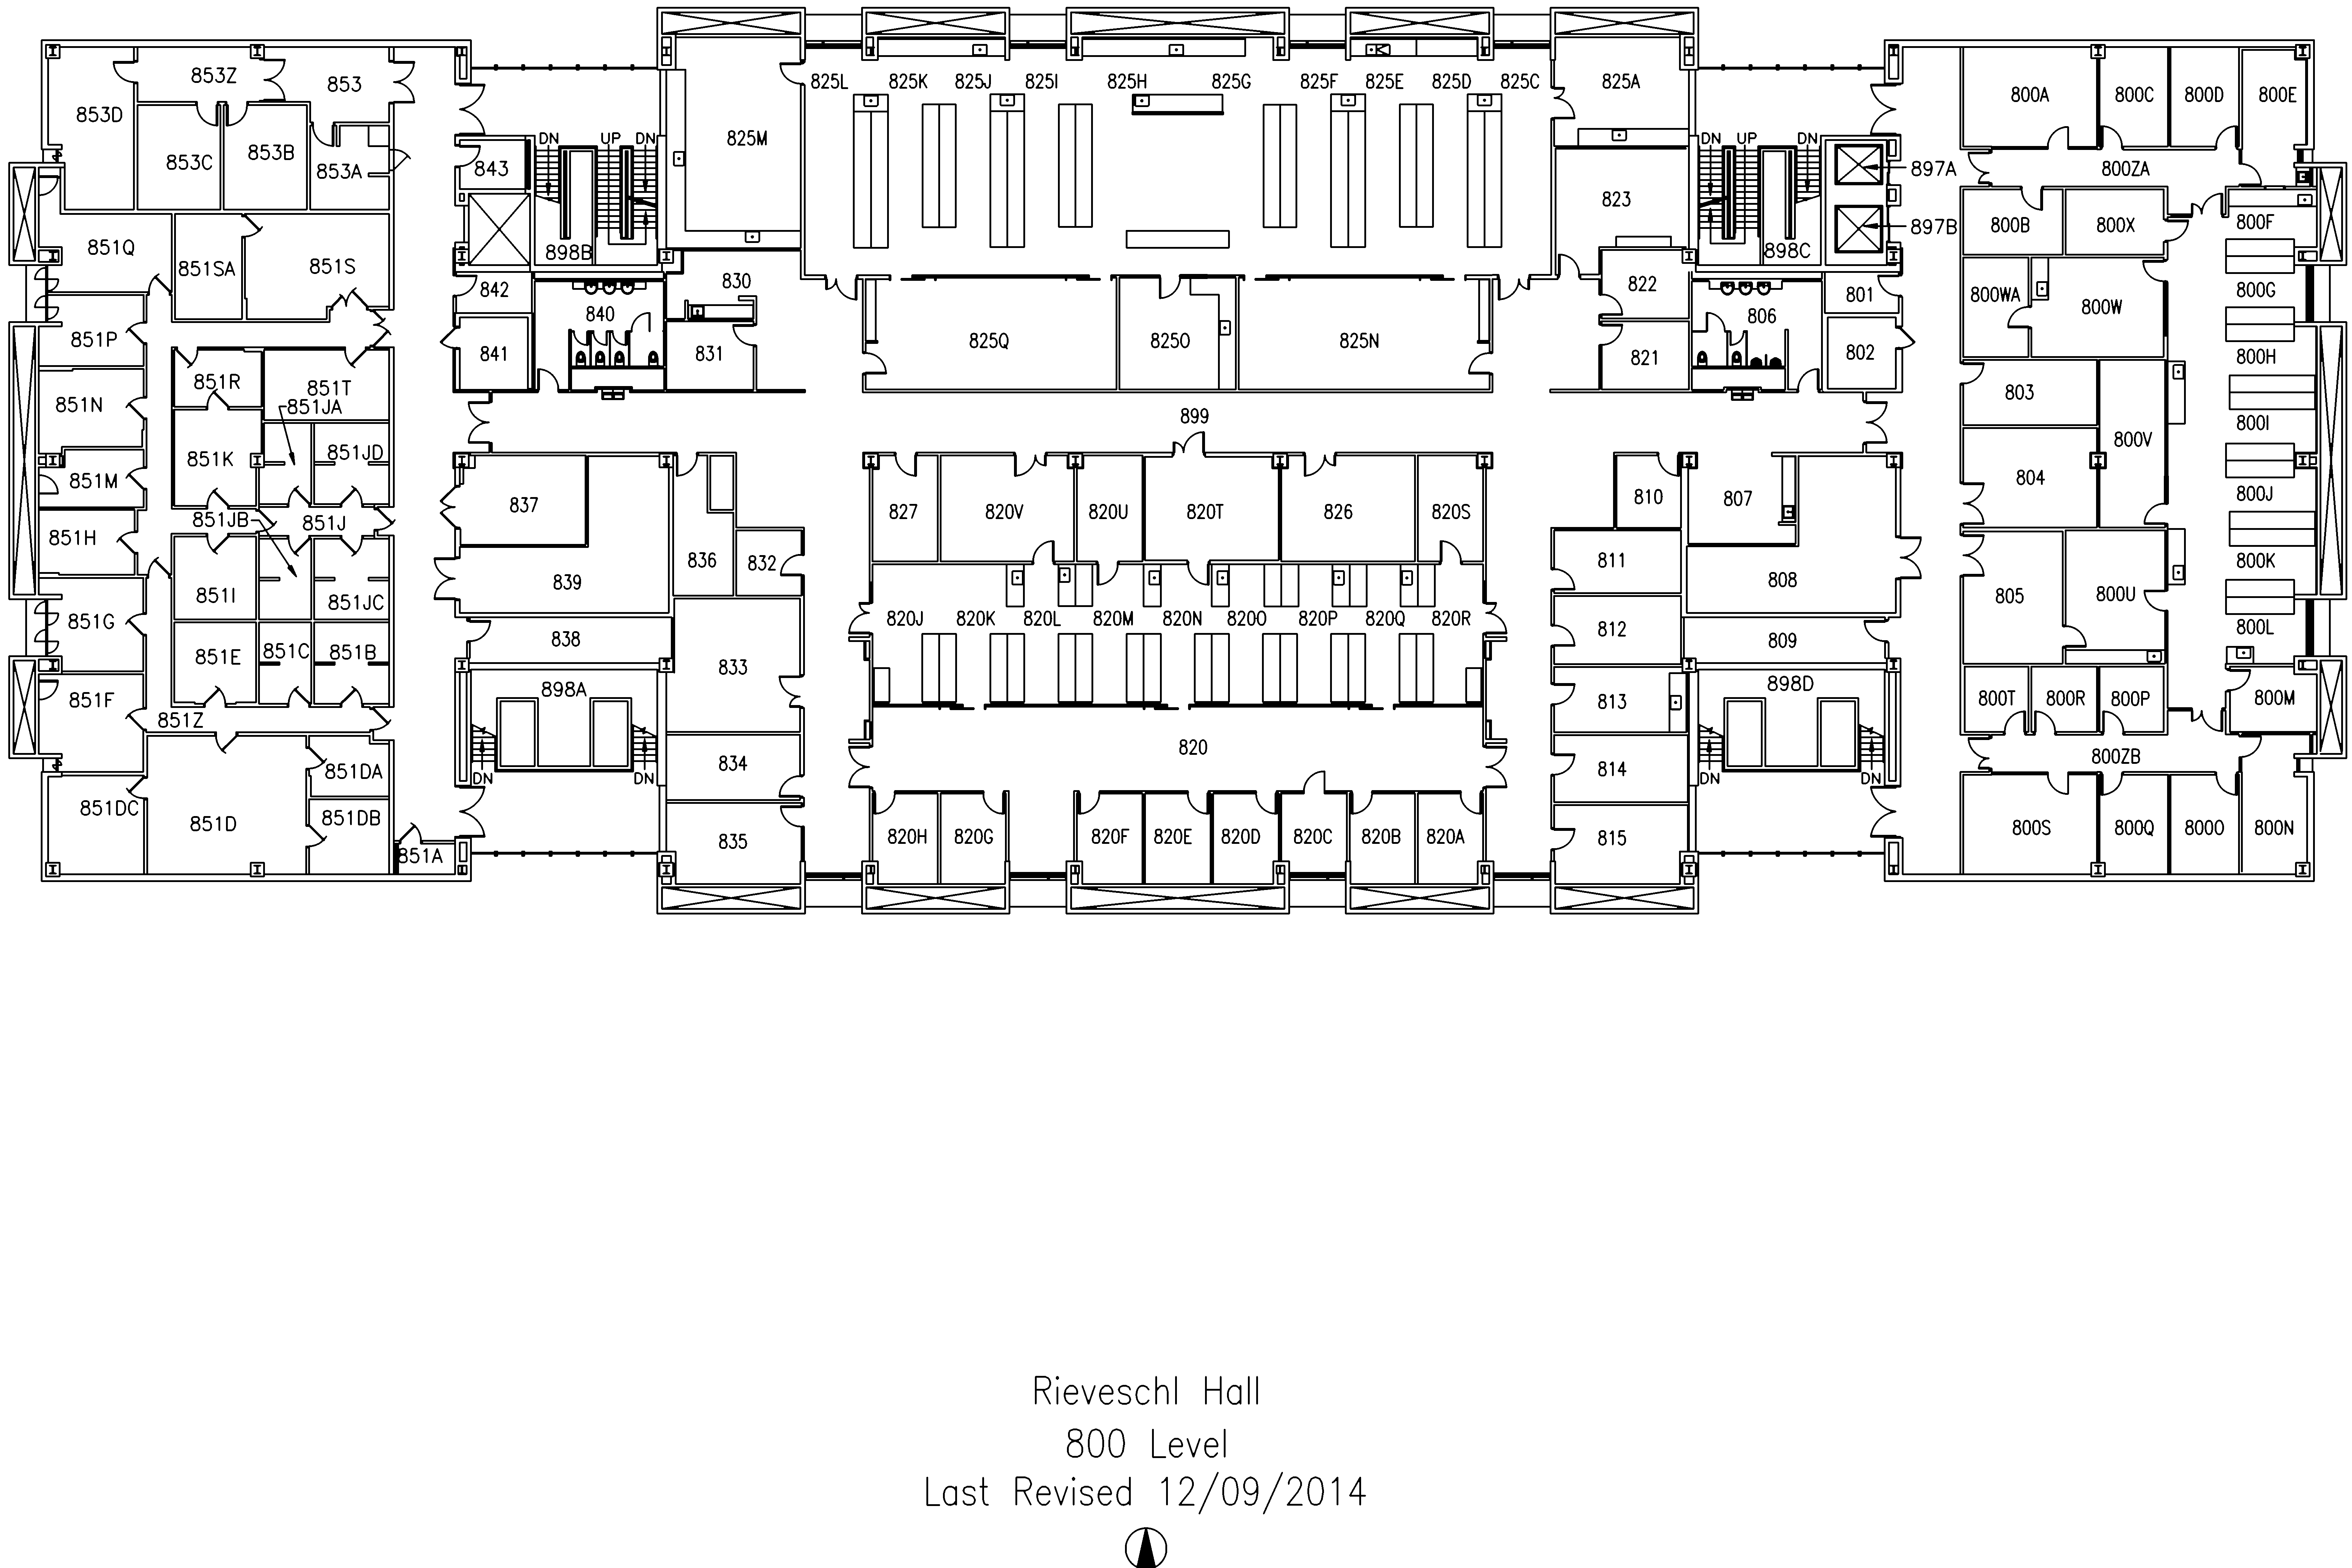 853Z
853
853D
853C
853B
853A
851Q
851SA
851S
851P
851R
851T
851JA
851N
851K
851JD
851M
851JB
851J
851H
851I
851JC
851G
851E
851C
851B
851F
851Z
851DC
851D
851DA
851DB
851A
DN UP DN
843
898B
842
840
841
830
831
825M
825L 825K 825J 825I 825H 825G 825F 825E 825D 825C
825A
825Q
825O
825N
823
822
821
DN UP DN
898C
897A
897B
806
801
802
899
837
839
838
836
832
833
898A
DN DN
834
835
827
820V
820U
820T
826
820S
820J 820K 820L 820M 820N 820O 820P 820Q 820R
820
820H
820G
820F
820E
820D
820C
820B
820A
810
807
811
808
812
809
813
898D
DN DN
814
815
800A
800C
800D
800E
800ZA
800B
800X
800F
800WA
800W
800G
800H
803
800V
800I
804
800J
805
800U
800K
800L
800T
800R
800P
800M
800ZB
800S
800Q
800O
800N
Rieveschl Hall
800 Level
Last Revised 12/09/2014